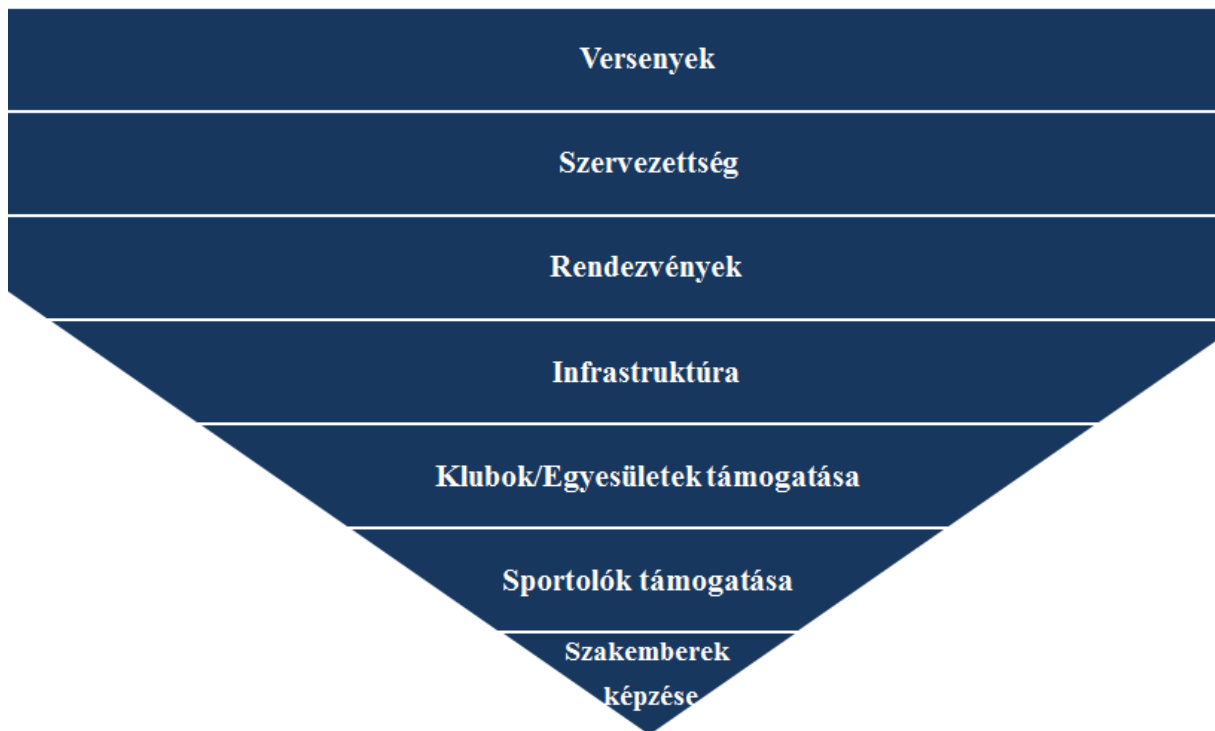 Versenyek
Szervezettség
Rendezvények
Infrastruktúra
Klubok/Egyesületek támogatása
Sportolók támogatása
Szakemberek
képzése